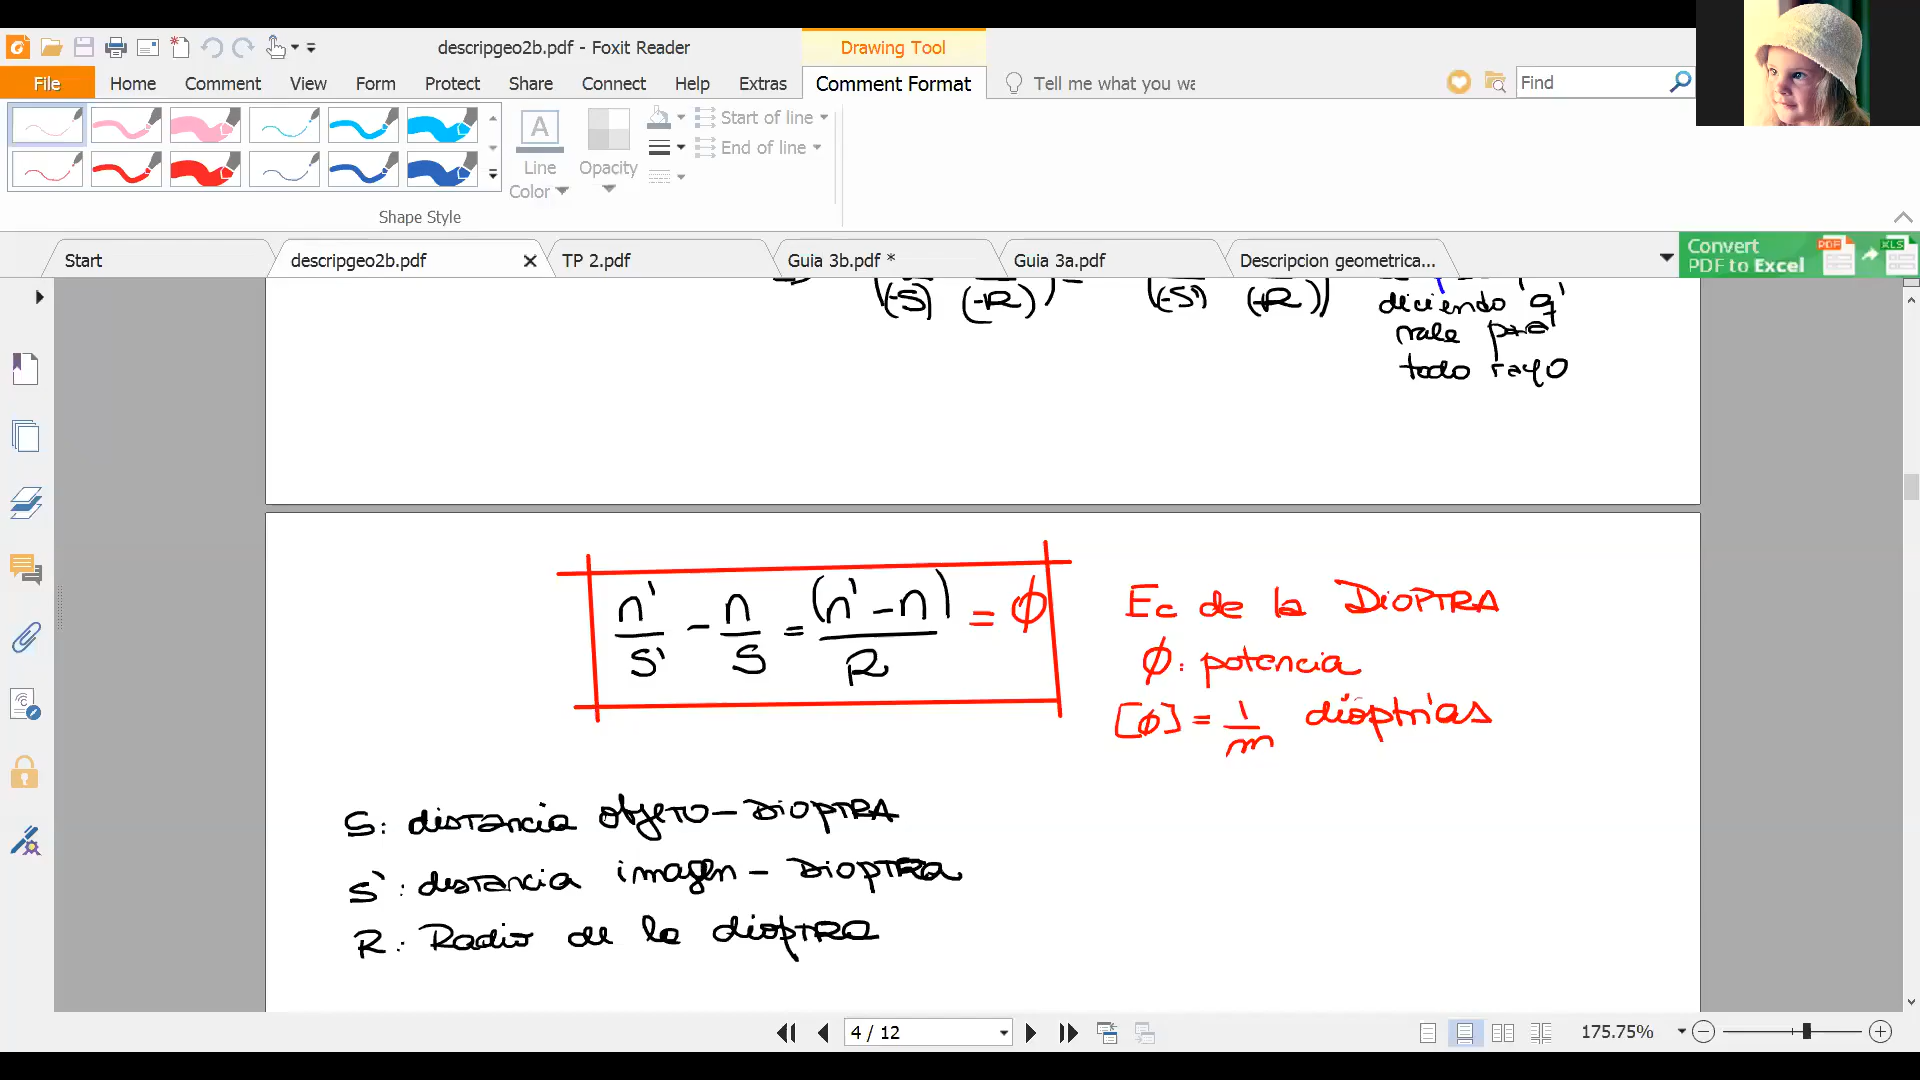 descripgeo2b.pdf - Foxit Reader
Drawing Tool
File Home Comment View Form Protect Share Connect Help Extras Comment Format Tell me what you wa Find
Start of line
End of line
Line Color
Opacity
Shape Style
Start descripgeo2b.pdf TP 2.pdf Guia 3b.pdf * Guia 3a.pdf Descripcion geometrica...
Convert
PDF to Excel
PDF XLS
(-S) (-R) (-S') (-R) diciendo q'
vale para
todo rayo
n'/S' - n/S = (n' - n)/R = ϕ
Ec de la DIOPTRA
ϕ: potencia
[ϕ] = 1/m dioptrías
S: distancia objeto - DIOPTRA
S': distancia imagen - DIOPTRA
R: Radio de la dioptra
4 / 12
175.75%